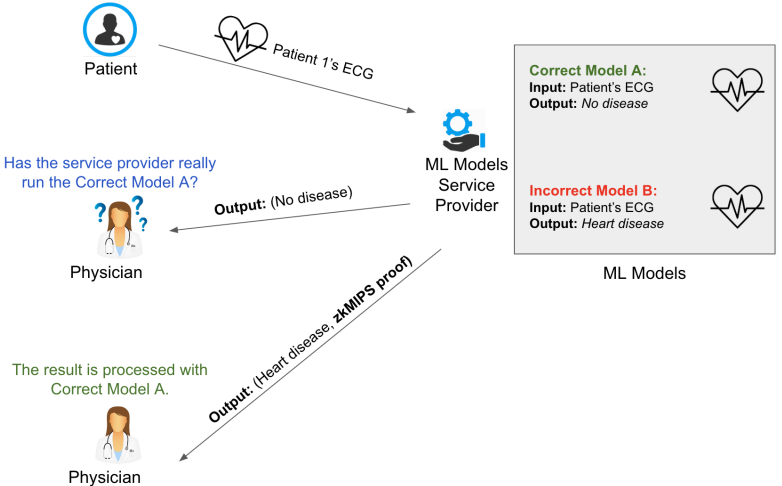 Patient
Patient 1's ECG
Correct Model A:
Input: Patient's ECG
Output: No disease
Incorrect Model B:
Input: Patient's ECG
Output: Heart disease
ML Models
ML Models
Service
Provider
Has the service provider really
run the Correct Model A?
Output: (No disease)
Physician
Output: (Heart disease, zkMIPS proof)
The result is processed with
Correct Model A.
Physician